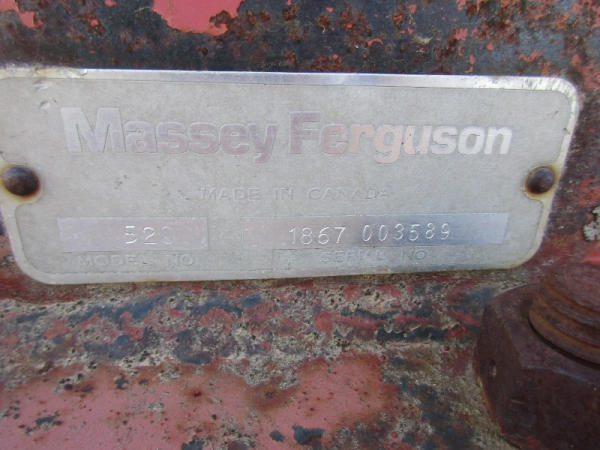 Massey Ferguson
MADE IN CANADA
1867 003589
MODEL NO SERIAL NO